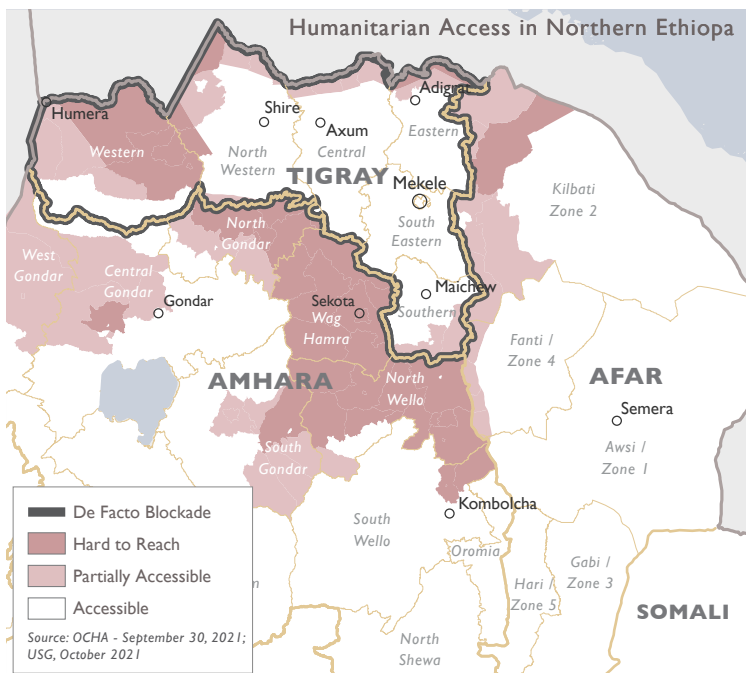 Humanitarian Access in Northern Ethiopa
Humera
Adigrat
Shire
Axum
Eastern
Western
North
Western
Central
TIGRAY
Mekele
Kilbati
Zone 2
South
Eastern
North
Gondar
West
Gondar
Central
Gondar
Maichew
Gondar
Sekota
Southern
Wag
Hamra
Fanti /
Zone 4
AMHARA
North
Wello
AFAR
Semera
Awsi /
Zone 1
South
Gondar
De Facto Blockade
Hard to Reach
Partially Accessible
Accessible
Source: OCHA - September 30, 2021;
USG, October 2021
Kombolcha
South
Wello
Oromia
Gabi /
Zone 3
Hari /
Zone 5
SOMALI
North
Shewa